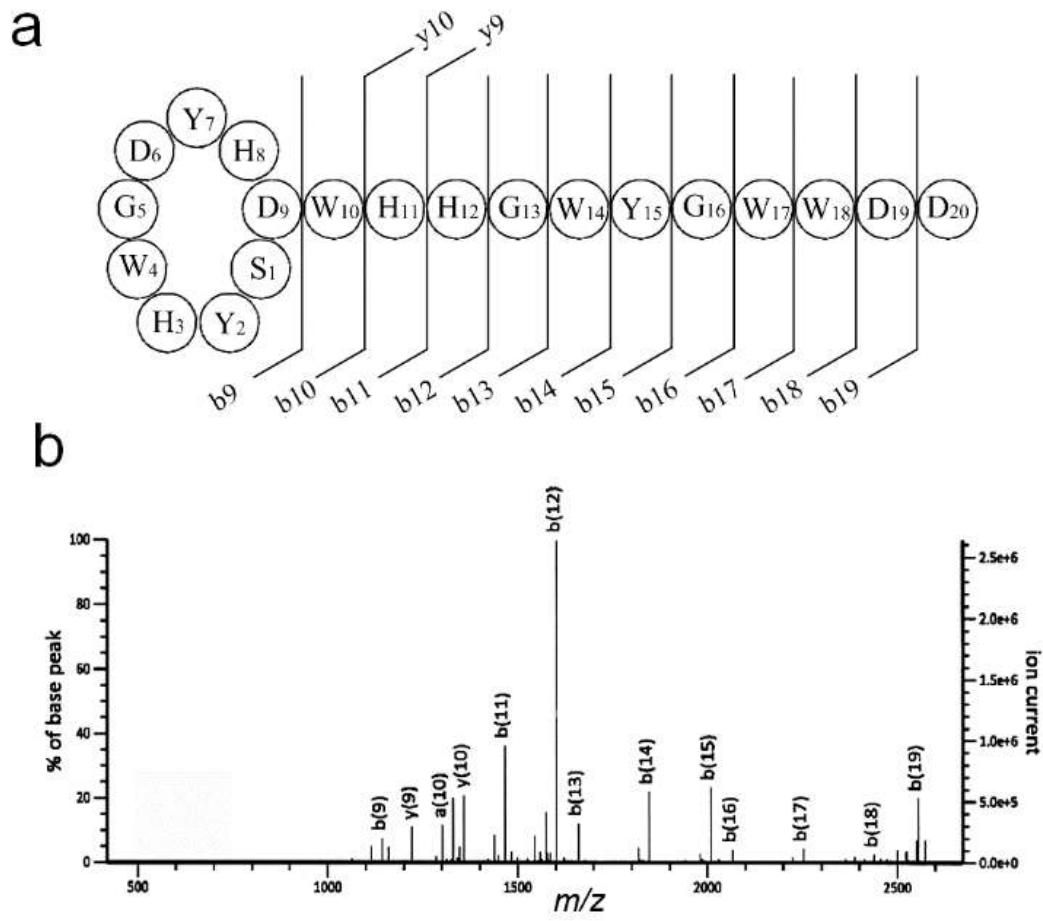 a
y10 y9
Y7
D6 H8
G5 D9 W10 H11 H12 G13 W14 Y15 G16 W17 W18 D19 D20
W4 S1
H3 Y2
b9 b10 b11 b12 b13 b14 b15 b16 b17 b18 b19
b
b(12)
100
80
60
40
20
0
% of base peak
2.5e+6
2.0e+6
1.5e+6
1.0e+6
5.0e+5
0.0e+0
ion current
b(9) y(9) a(10) y(10) b(11) b(13) b(14) b(15) b(16) b(17) b(18) b(19)
500 1000 1500 2000 2500
m/z